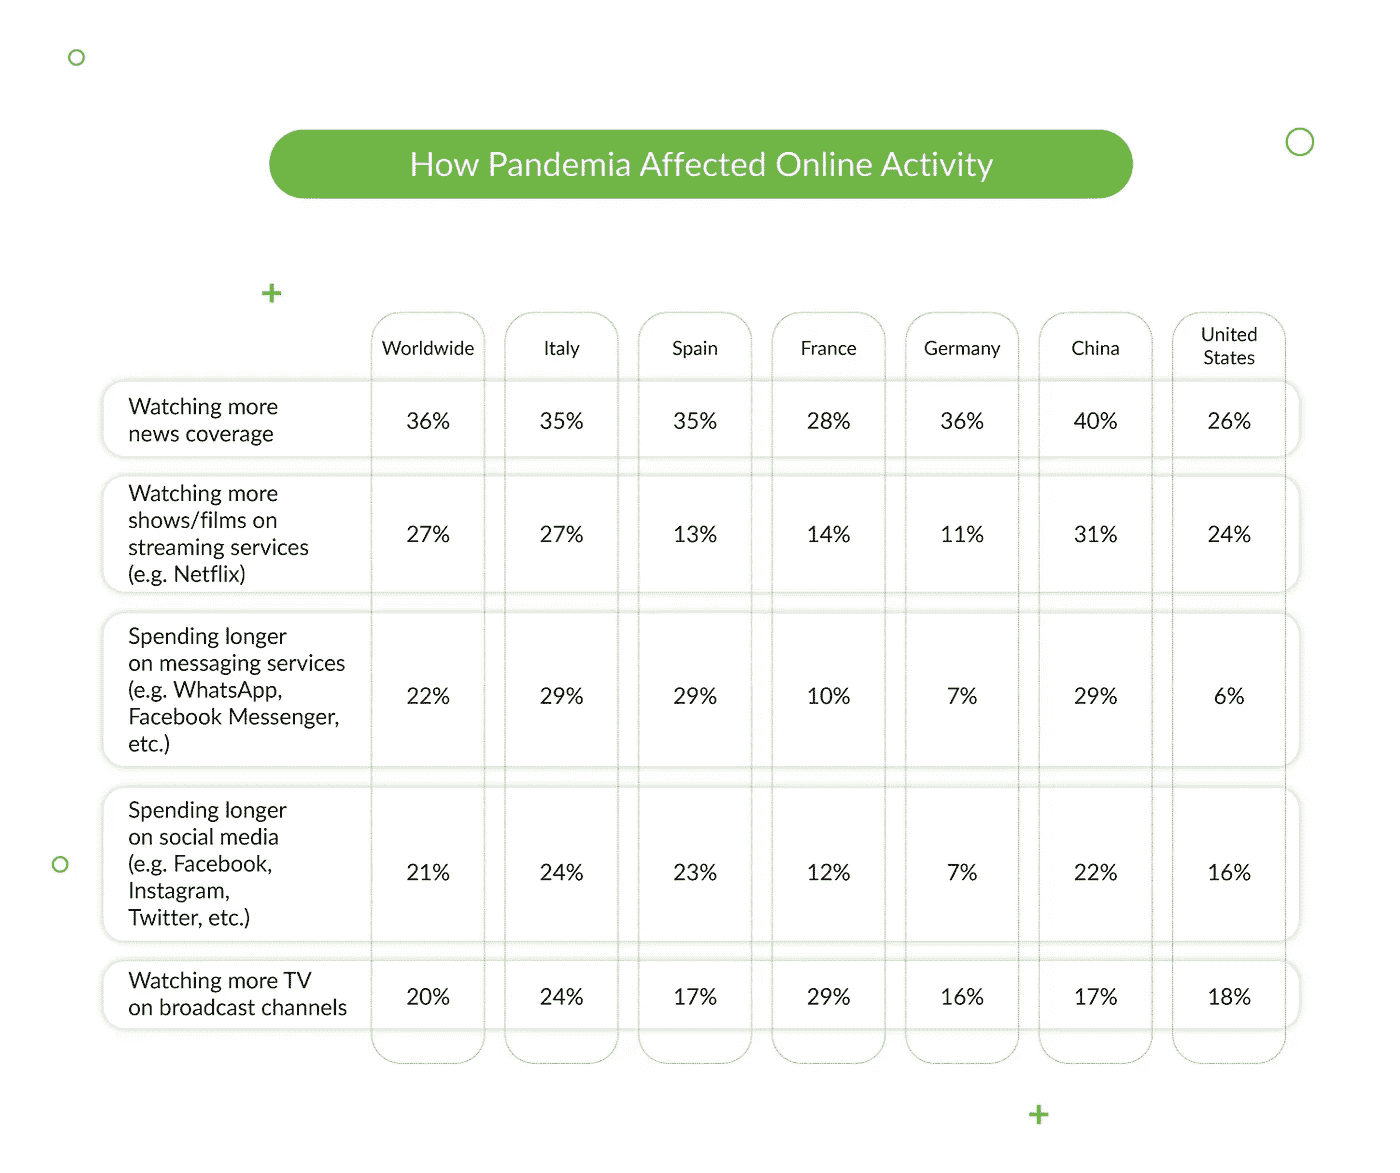 How Pandemia Affected Online Activity
Worldwide
Italy
Spain
France
Germany
China
United
States
Watching more
news coverage
36%
35%
35%
28%
36%
40%
26%
Watching more
shows/films on
streaming services
(e.g. Netflix)
27%
27%
13%
14%
11%
31%
24%
Spending longer
on messaging services
(e.g. WhatsApp,
Facebook Messenger,
etc.)
22%
29%
29%
10%
7%
29%
6%
Spending longer
on social media
(e.g. Facebook,
Instagram,
Twitter, etc.)
21%
24%
23%
12%
7%
22%
16%
Watching more TV
on broadcast channels
20%
24%
17%
29%
16%
17%
18%